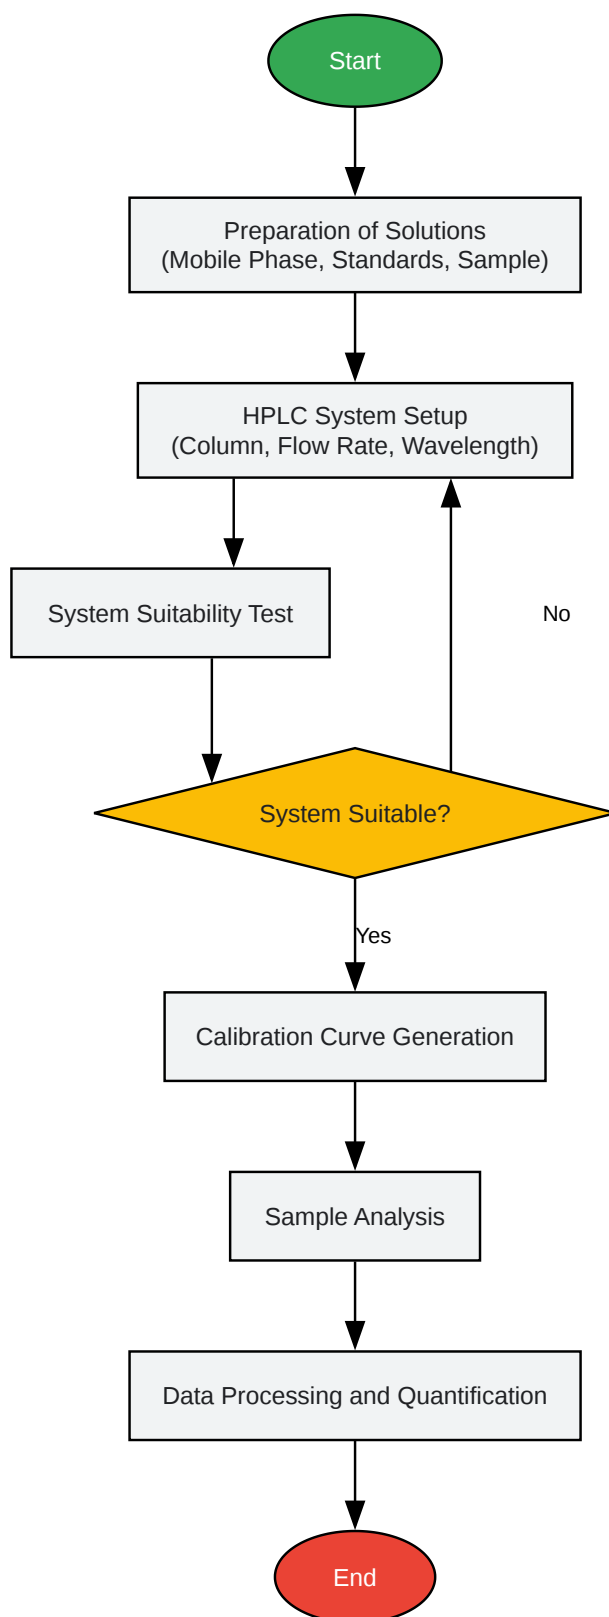 Start
Preparation of Solutions
(Mobile Phase, Standards, Sample)
HPLC System Setup
(Column, Flow Rate, Wavelength)
System Suitability Test
No
System Suitable?
Yes
Calibration Curve Generation
Sample Analysis
Data Processing and Quantification
End